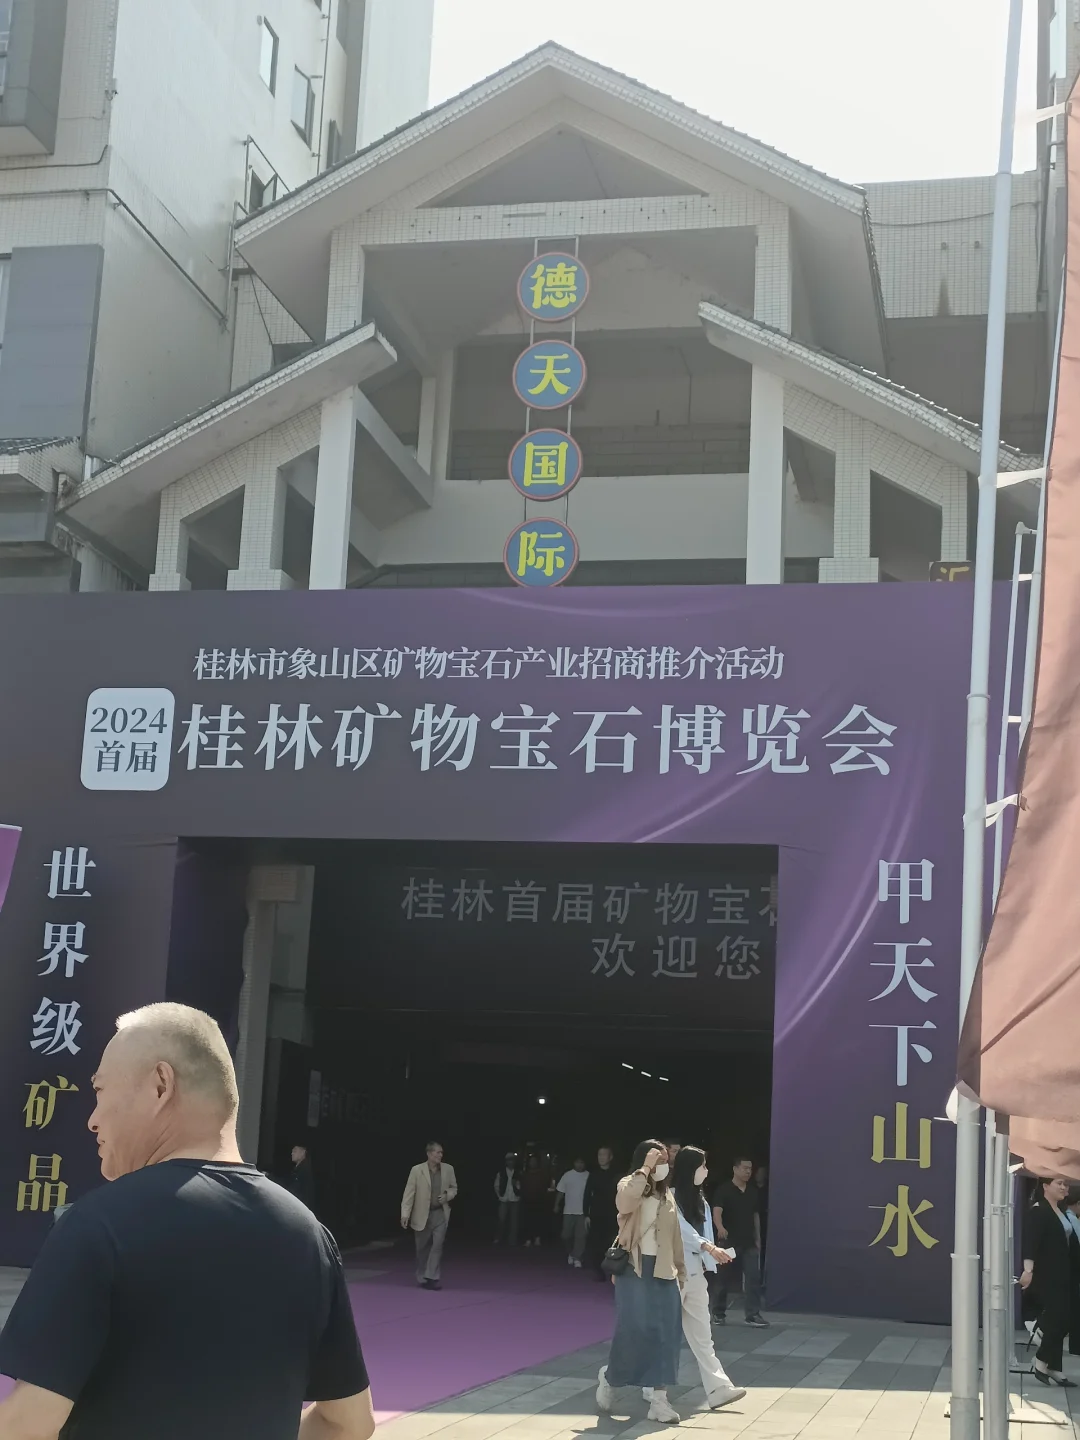 德天国际
桂林市象山区矿物宝石产业招商推介活动
2024
首届
桂林矿物宝石博览会
世界级矿晶
甲天下山水
桂林首届矿物宝
欢迎您